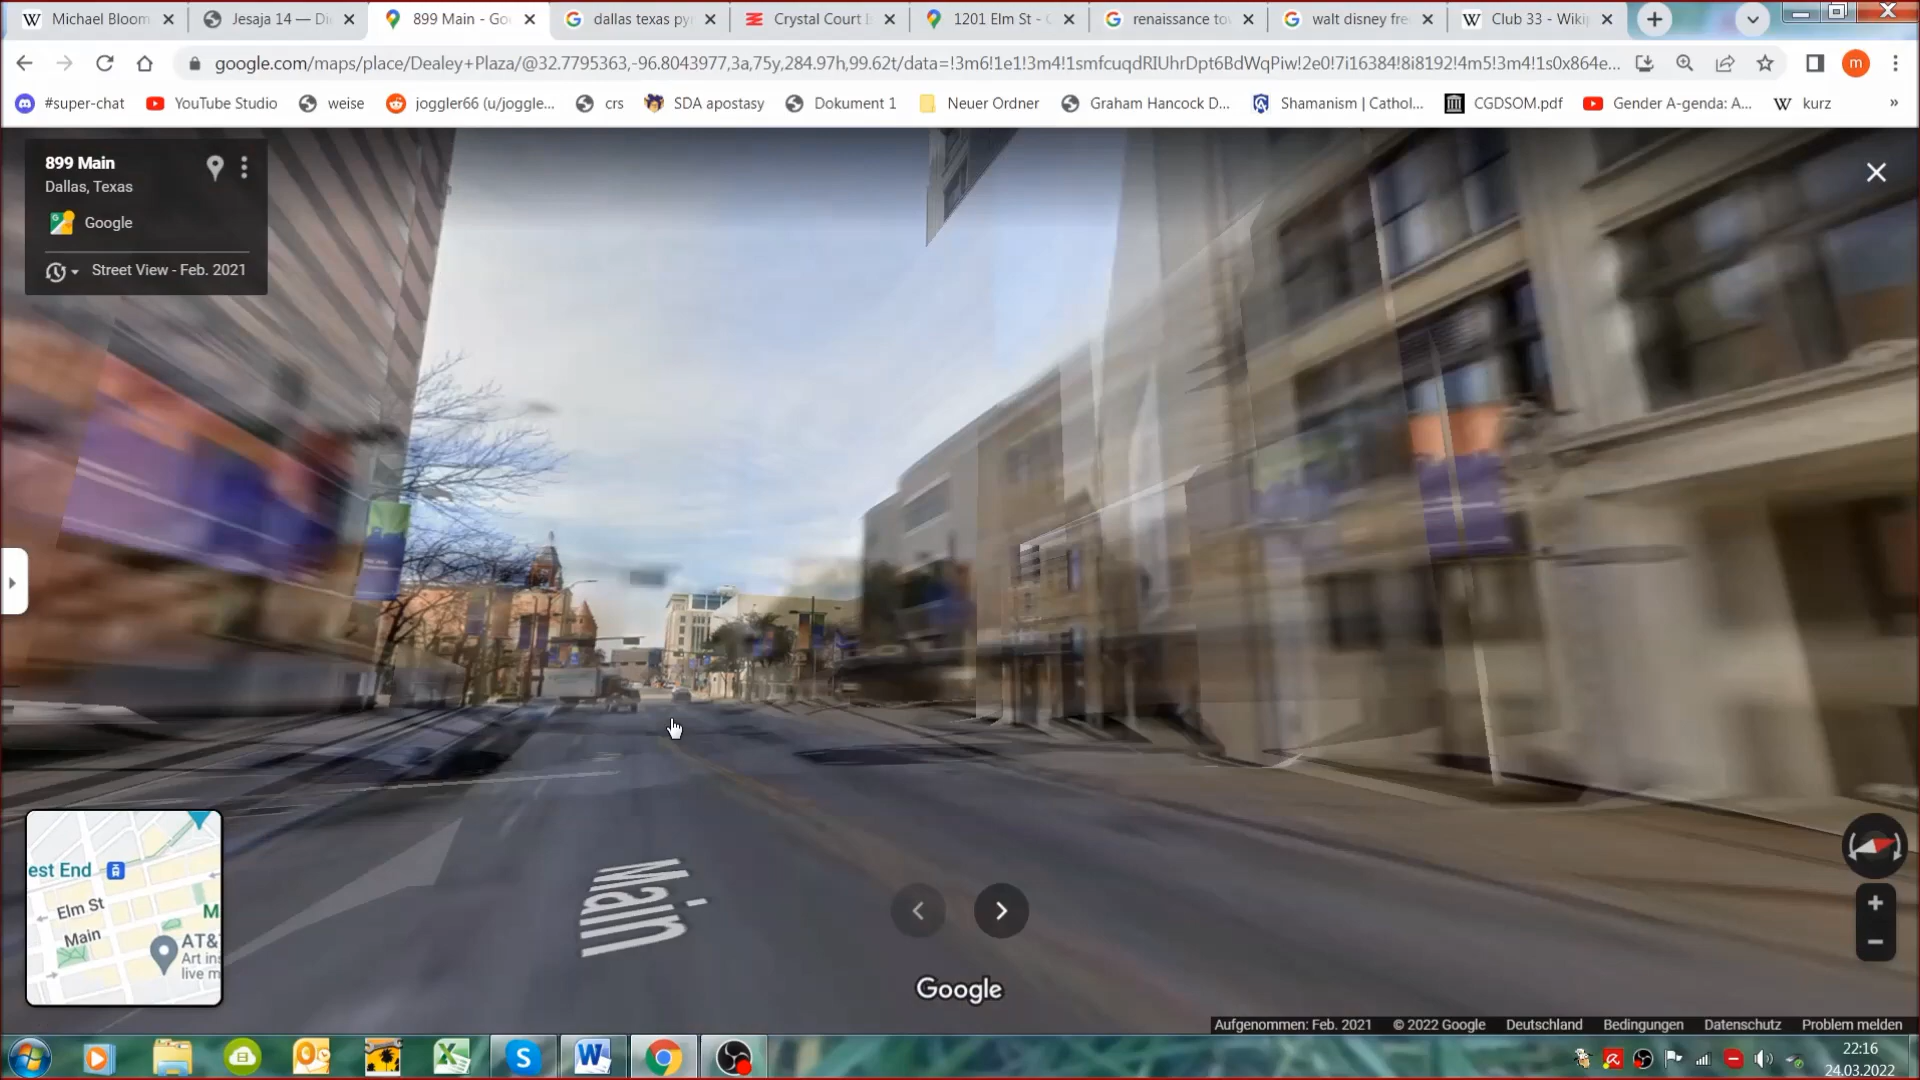 Michael Bloom
Jesaja 14 — Di
899 Main - Go
dallas texas py
Crystal Court
1201 Elm St -
renaissance to
walt disney fre
Club 33 - Wiki
google.com/maps/place/Dealey+Plaza/@32.7795363,-96.8043977,3a,75y,284.97h,99.62t/data=!3m6!1e1!3m4!1smfcuqdRIUhrDpt6BdWqPiw!2e0!7i16384!8i8192!4m5!3m4!1s0x864e...
#super-chat
YouTube Studio
weise
joggler66 (u/joggle...
crs
SDA apostasy
Dokument 1
Neuer Ordner
Graham Hancock D...
Shamanism | Cathol...
CGDSOM.pdf
Gender A-genda: A...
kurz
899 Main
Dallas, Texas
Google
Street View - Feb. 2021
Main
est End
Elm St
Main
M
AT&T
Art ins
live m
Google
Aufgenommen: Feb. 2021 © 2022 Google Deutschland Bedingungen Datenschutz Problem melden
22:16
24.03.2022